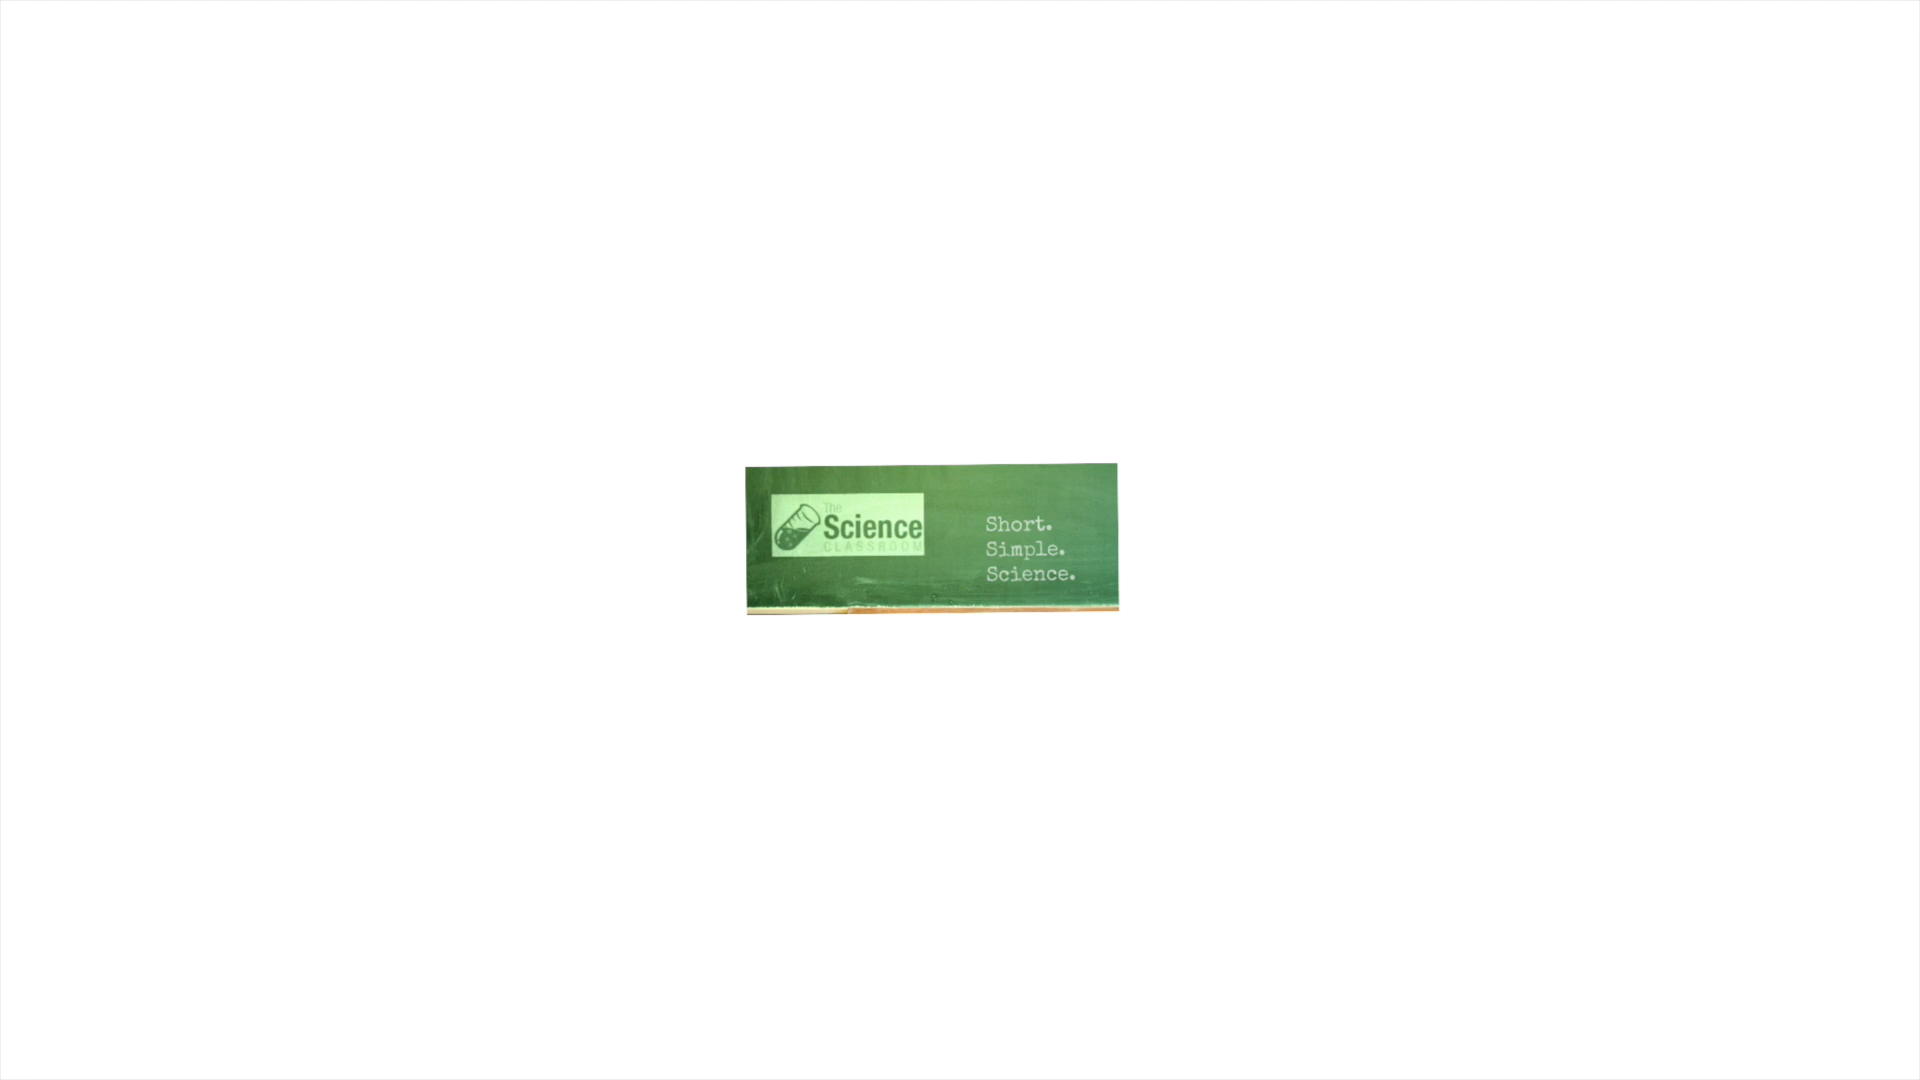 The
Science
CLASSROOM
Short.
Simple.
Science.